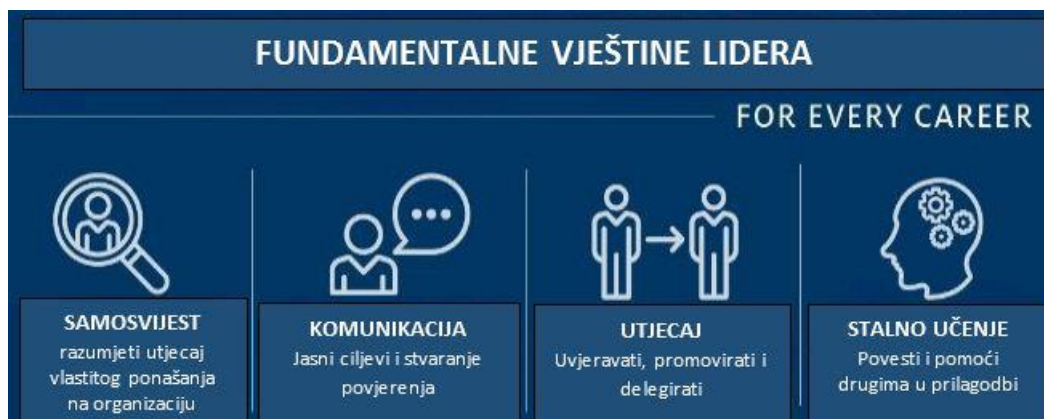 FUNDAMENTALNE VJEŠTINE LIDERA
FOR EVERY CAREER
SAMOSVIJEST
razumjeti utjecaj
vlastitog ponašanja
na organizaciju
KOMUNIKACIJA
Jasni ciljevi i stvaranje
povjerenja
UTJECAJ
Uvjeravati, promovirati i
delegirati
STALNO UČENJE
Povesti i pomoći
drugima u prilagodbi